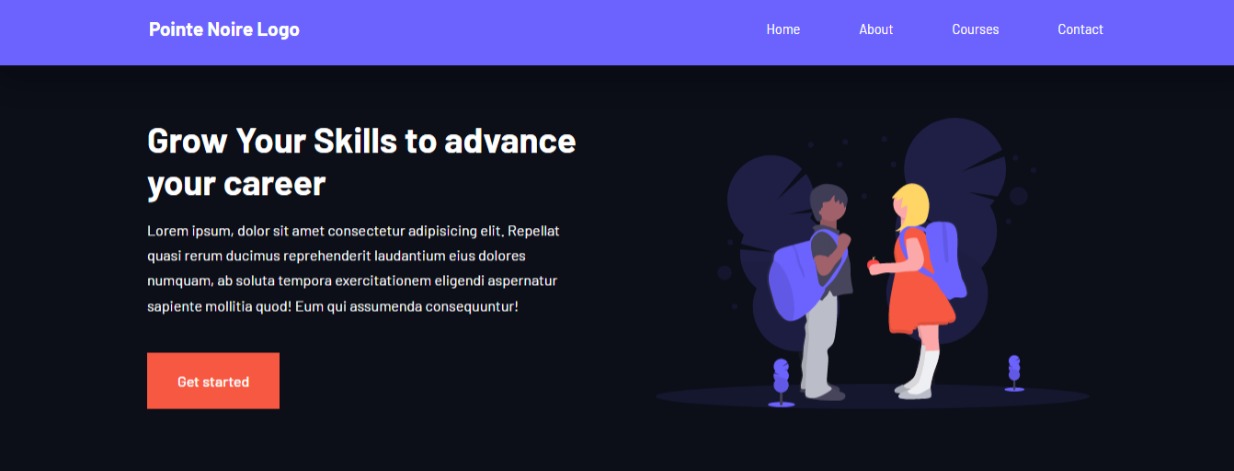 Pointe Noire Logo
Home About Courses Contact
Grow Your Skills to advance
your career
Lorem ipsum, dolor sit amet consectetur adipisicing elit. Repellat
quasi rerum ducimus reprehenderit laudantium eius dolores
numquam, ab soluta tempora exercitationem eligendi aspernatur
sapiente mollitia quod! Eum qui assumenda consequuntur!
Get started